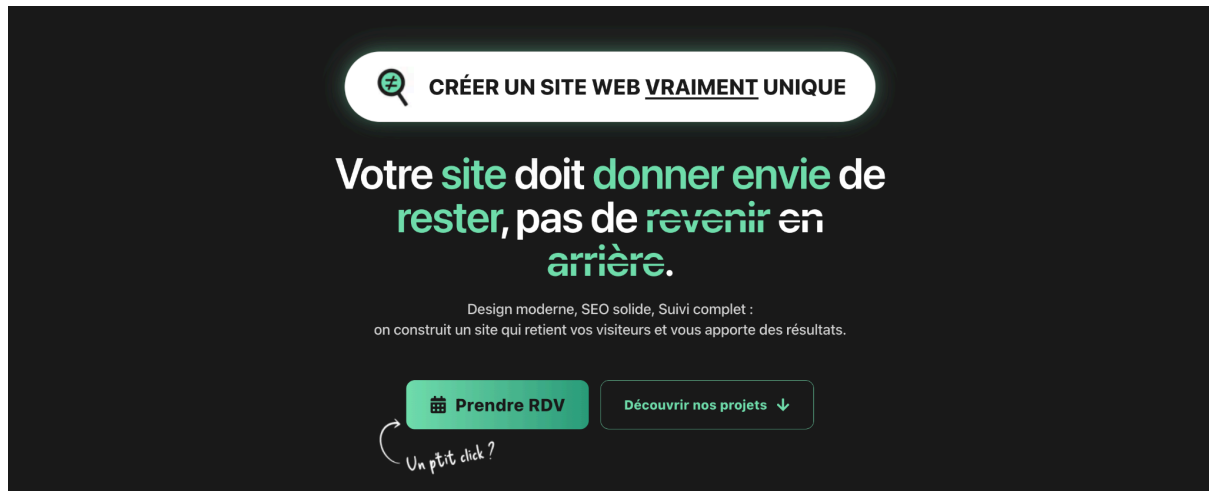 CRÉER UN SITE WEB VRAIMENT UNIQUE
Votre site doit donner envie de
rester, pas de revenir en
arrière.
Design moderne, SEO solide, Suivi complet :
on construit un site qui retient vos visiteurs et vous apporte des résultats.
Prendre RDV
Découvrir nos projets ↓
Un ptit click ?